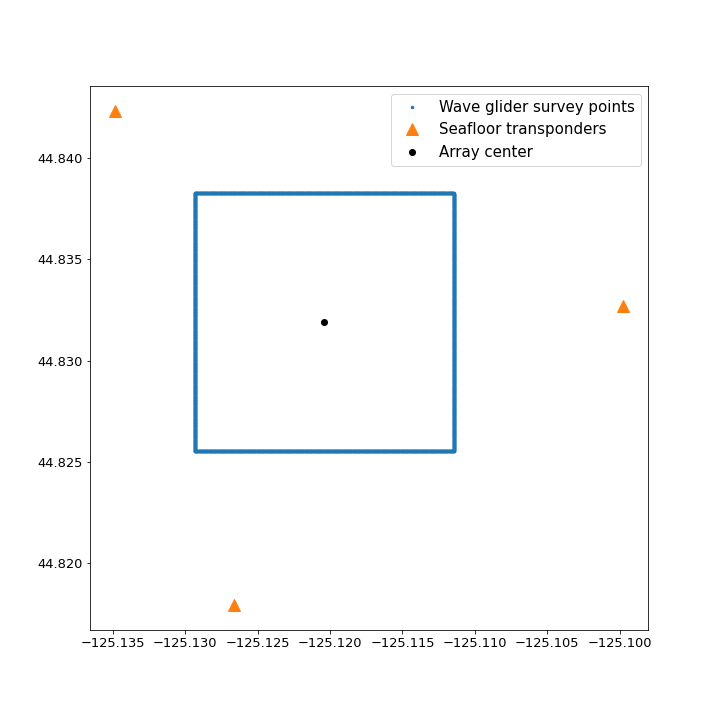 Wave glider survey points
Seafloor transponders
Array center
44.840
44.835
44.830
44.825
44.820
−125.135 −125.130 −125.125 −125.120 −125.115 −125.110 −125.105 −125.100